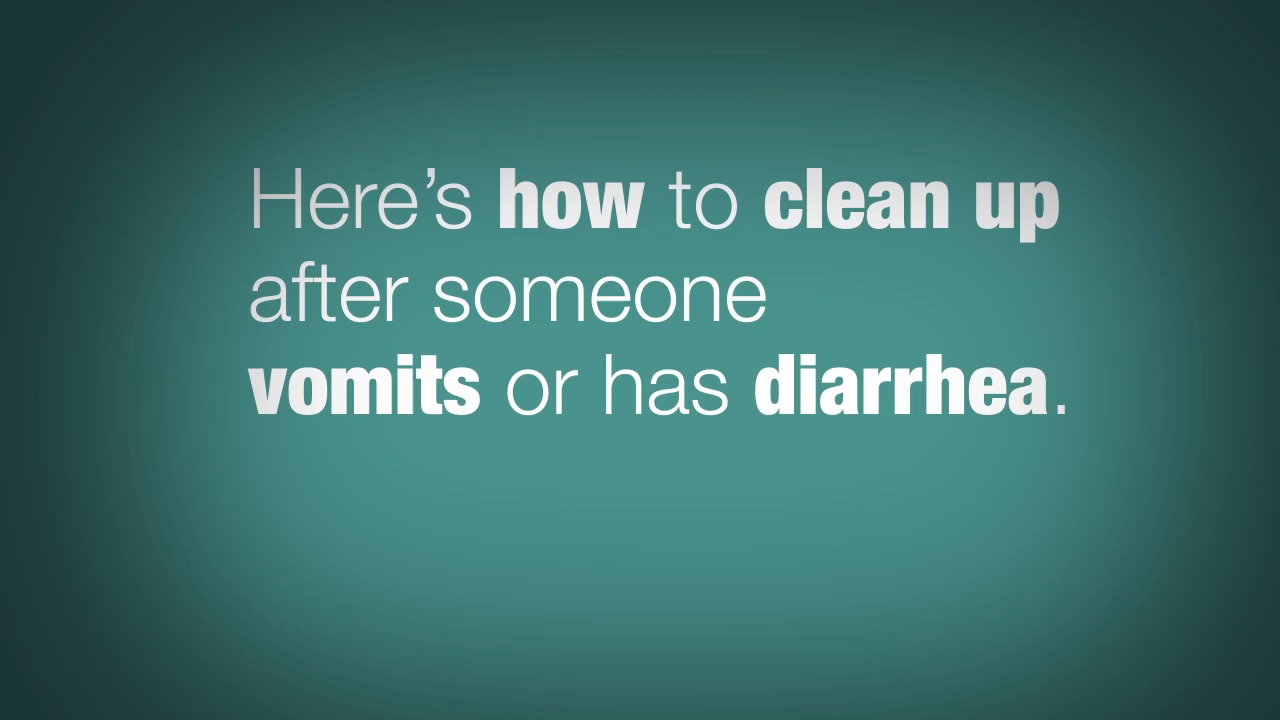 Here’s how to clean up
after someone
vomits or has diarrhea.